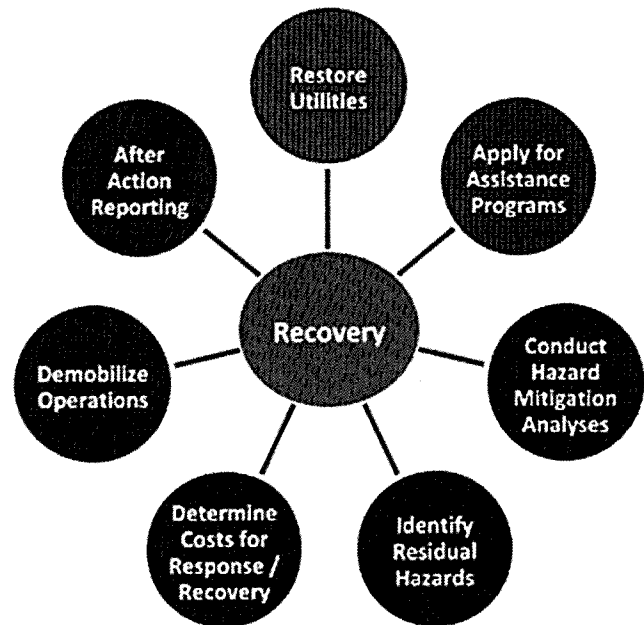 Restore
Utilities
Apply for
Assistance
Programs
Conduct
Hazard
Mitigation
Analyses
Identify
Residual
Hazards
Determine
Costs for
Response /
Recovery
Demobilize
Operations
After
Action
Reporting
Recovery